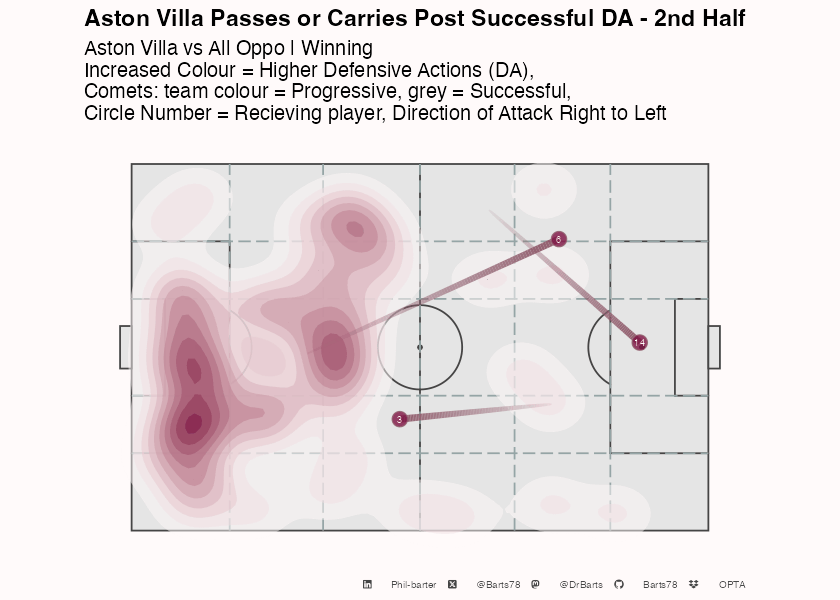 Aston Villa Passes or Carries Post Successful DA - 2nd Half
Aston Villa vs All Oppo | Winning
Increased Colour = Higher Defensive Actions (DA),
Comets: team colour = Progressive, grey = Successful,
Circle Number = Recieving player, Direction of Attack Right to Left
6
14
3
Phil-barter @Barts78 @DrBarts Barts78 OPTA